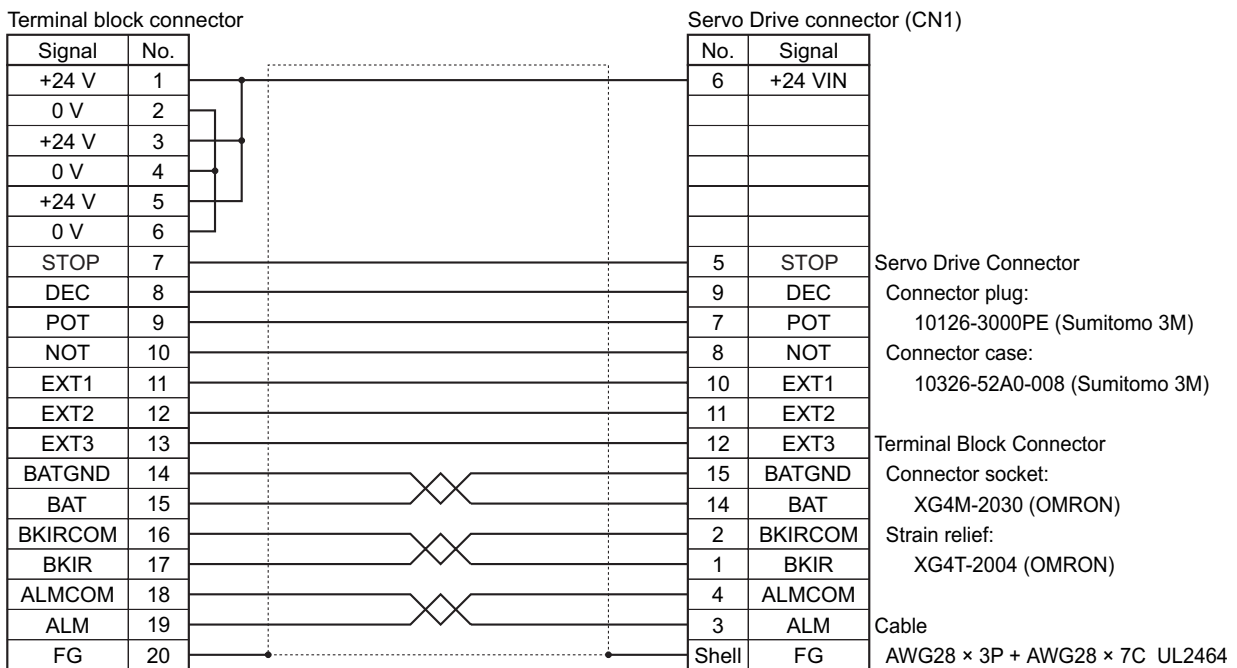 Terminal block connector Servo Drive connector (CN1)
Signal No. No. Signal
+24 V 1 6 +24 VIN
0 V 2
+24 V 3
0 V 4
+24 V 5
0 V 6
STOP 7 5 STOP Servo Drive Connector
DEC 8 9 DEC Connector plug:
POT 9 7 POT 10126-3000PE (Sumitomo 3M)
NOT 10 8 NOT Connector case:
EXT1 11 10 EXT1 10326-52A0-008 (Sumitomo 3M)
EXT2 12 11 EXT2
EXT3 13 12 EXT3 Terminal Block Connector
BATGND 14 15 BATGND Connector socket:
BAT 15 14 BAT XG4M-2030 (OMRON)
BKIRCOM 16 2 BKIRCOM Strain relief:
BKIR 17 1 BKIR XG4T-2004 (OMRON)
ALMCOM 18 4 ALMCOM
ALM 19 3 ALM Cable
FG 20 Shell FG AWG28 × 3P + AWG28 × 7C UL2464